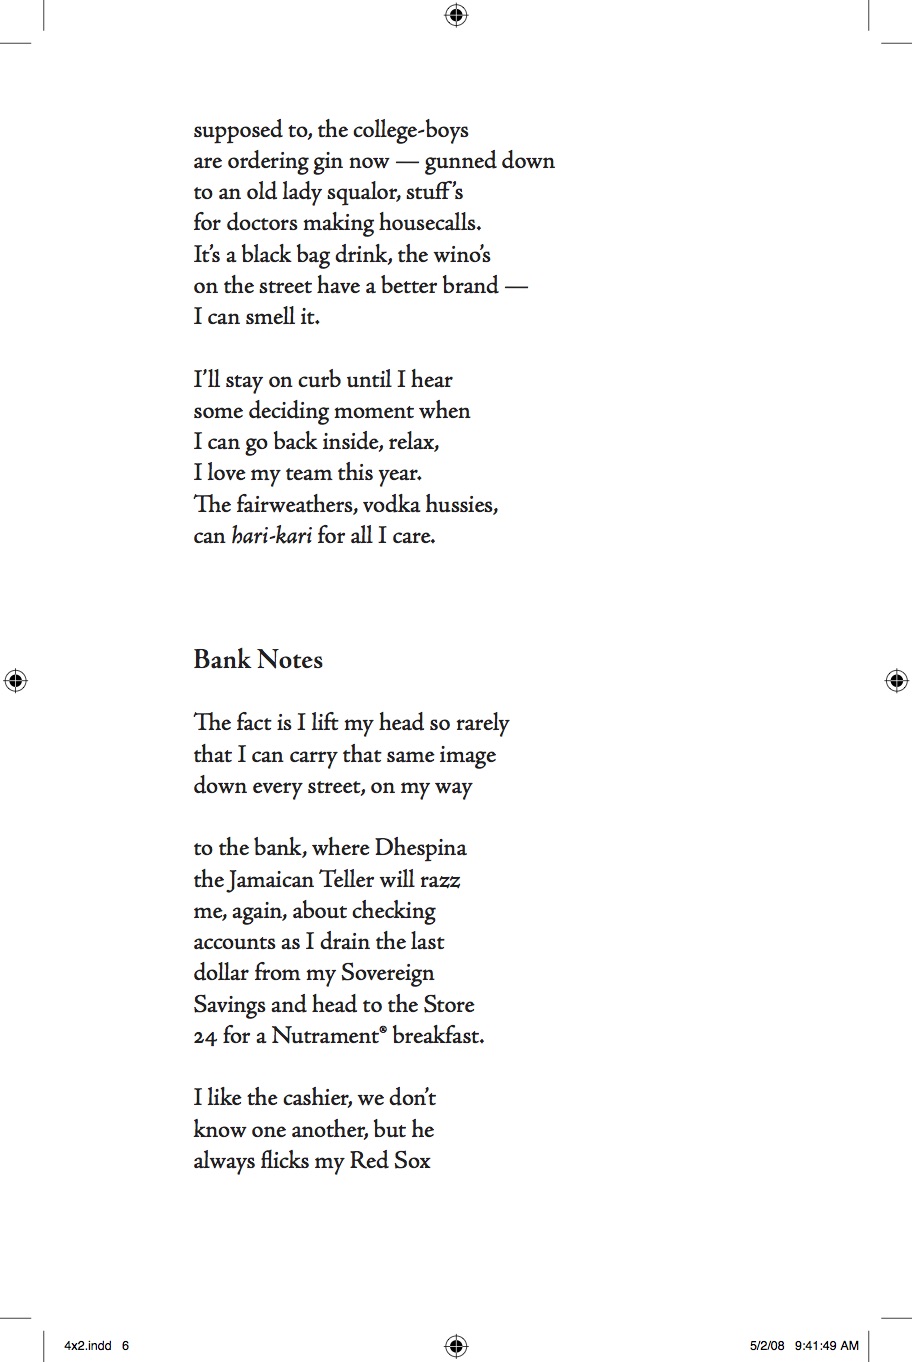 supposed to, the college-boys
are ordering gin now — gunned down
to an old lady squalor, stuff’s
for doctors making housecalls.
It’s a black bag drink, the wino’s
on the street have a better brand —
I can smell it.

I’ll stay on curb until I hear
some deciding moment when
I can go back inside, relax,
I love my team this year.
The fairweathers, vodka hussies,
can hari-kari for all I care.

Bank Notes

The fact is I lift my head so rarely
that I can carry that same image
down every street, on my way

to the bank, where Dhespina
the Jamaican Teller will razz
me, again, about checking
accounts as I drain the last
dollar from my Sovereign
Savings and head to the Store
24 for a Nutrament® breakfast.

I like the cashier, we don’t
know one another, but he
always flicks my Red Sox

4x2.indd 6 5/2/08 9:41:49 AM